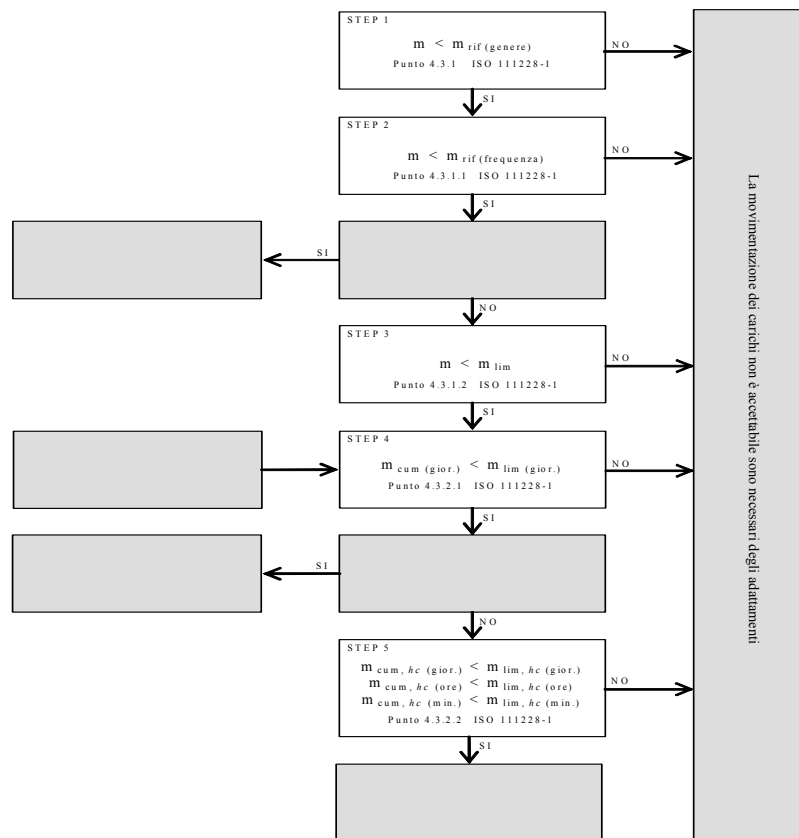 STEP 1
m < m rif (genere)
Punto 4.3.1 ISO 111228-1
NO
SI
STEP 2
m < m rif (frequenza)
Punto 4.3.1.1 ISO 111228-1
NO
SI
SI
NO
STEP 3
m < m lim
Punto 4.3.1.2 ISO 111228-1
NO
SI
STEP 4
m cum (gior.) < m lim (gior.)
Punto 4.3.2.1 ISO 111228-1
NO
SI
SI
NO
STEP 5
m cum, hc (gior.) < m lim, hc (gior.)
m cum, hc (ore) < m lim, hc (ore)
m cum, hc (min.) < m lim, hc (min.)
Punto 4.3.2.2 ISO 111228-1
NO
SI
La movimentazione dei carichi non è accettabile sono necessari degli adattamenti